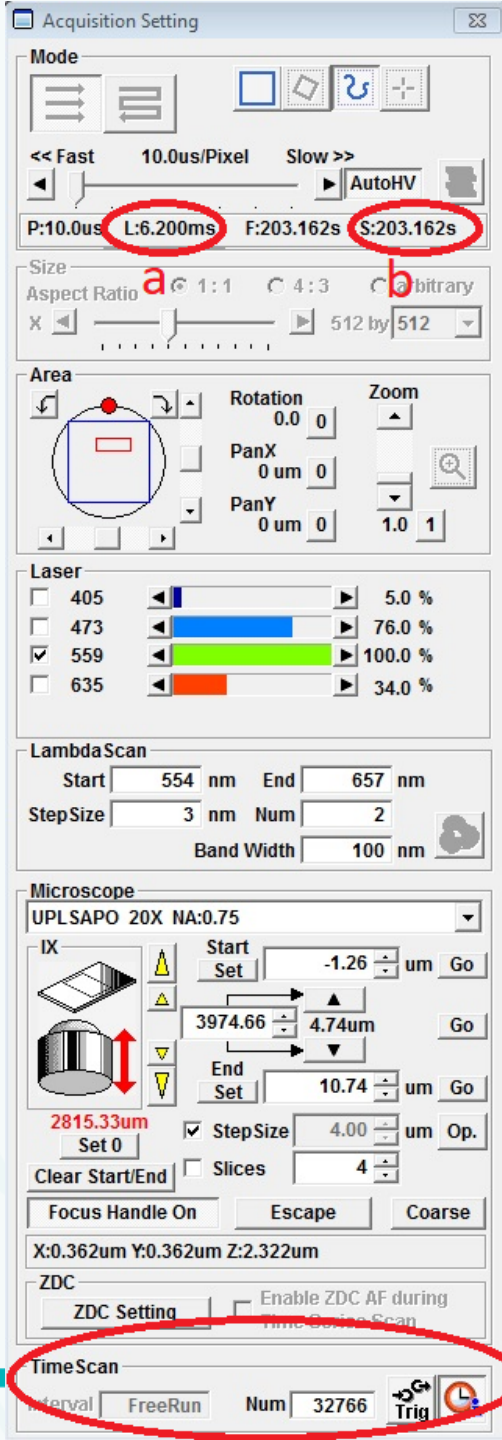 Acquisition Setting
Mode
<< Fast 10.0us/Pixel Slow >>
AutoHV
P:10.0us L:6.200ms F:203.162s S:203.162s
a b
Size
Aspect Ratio 1:1 4:3 arbitrary
X 512 by 512
Area
Rotation Zoom
0.0 0
PanX
0 um 0
PanY
0 um 0 1.0 1
Laser
405 5.0 %
473 76.0 %
559 100.0 %
635 34.0 %
LambdaScan
Start 554 nm End 657 nm
StepSize 3 nm Num 2
Band Width 100 nm
Microscope
UPLSAPO 20X NA:0.75
IX Start
Set -1.26 um Go
3974.66 4.74um Go
End
Set 10.74 um Go
2815.33um
Set 0 StepSize 4.00 um Op.
Clear Start/End Slices 4
Focus Handle On Escape Coarse
X:0.362um Y:0.362um Z:2.322um
ZDC
ZDC Setting Enable ZDC AF during
Time Series Scan
TimeScan
Interval FreeRun Num 32766 Trig